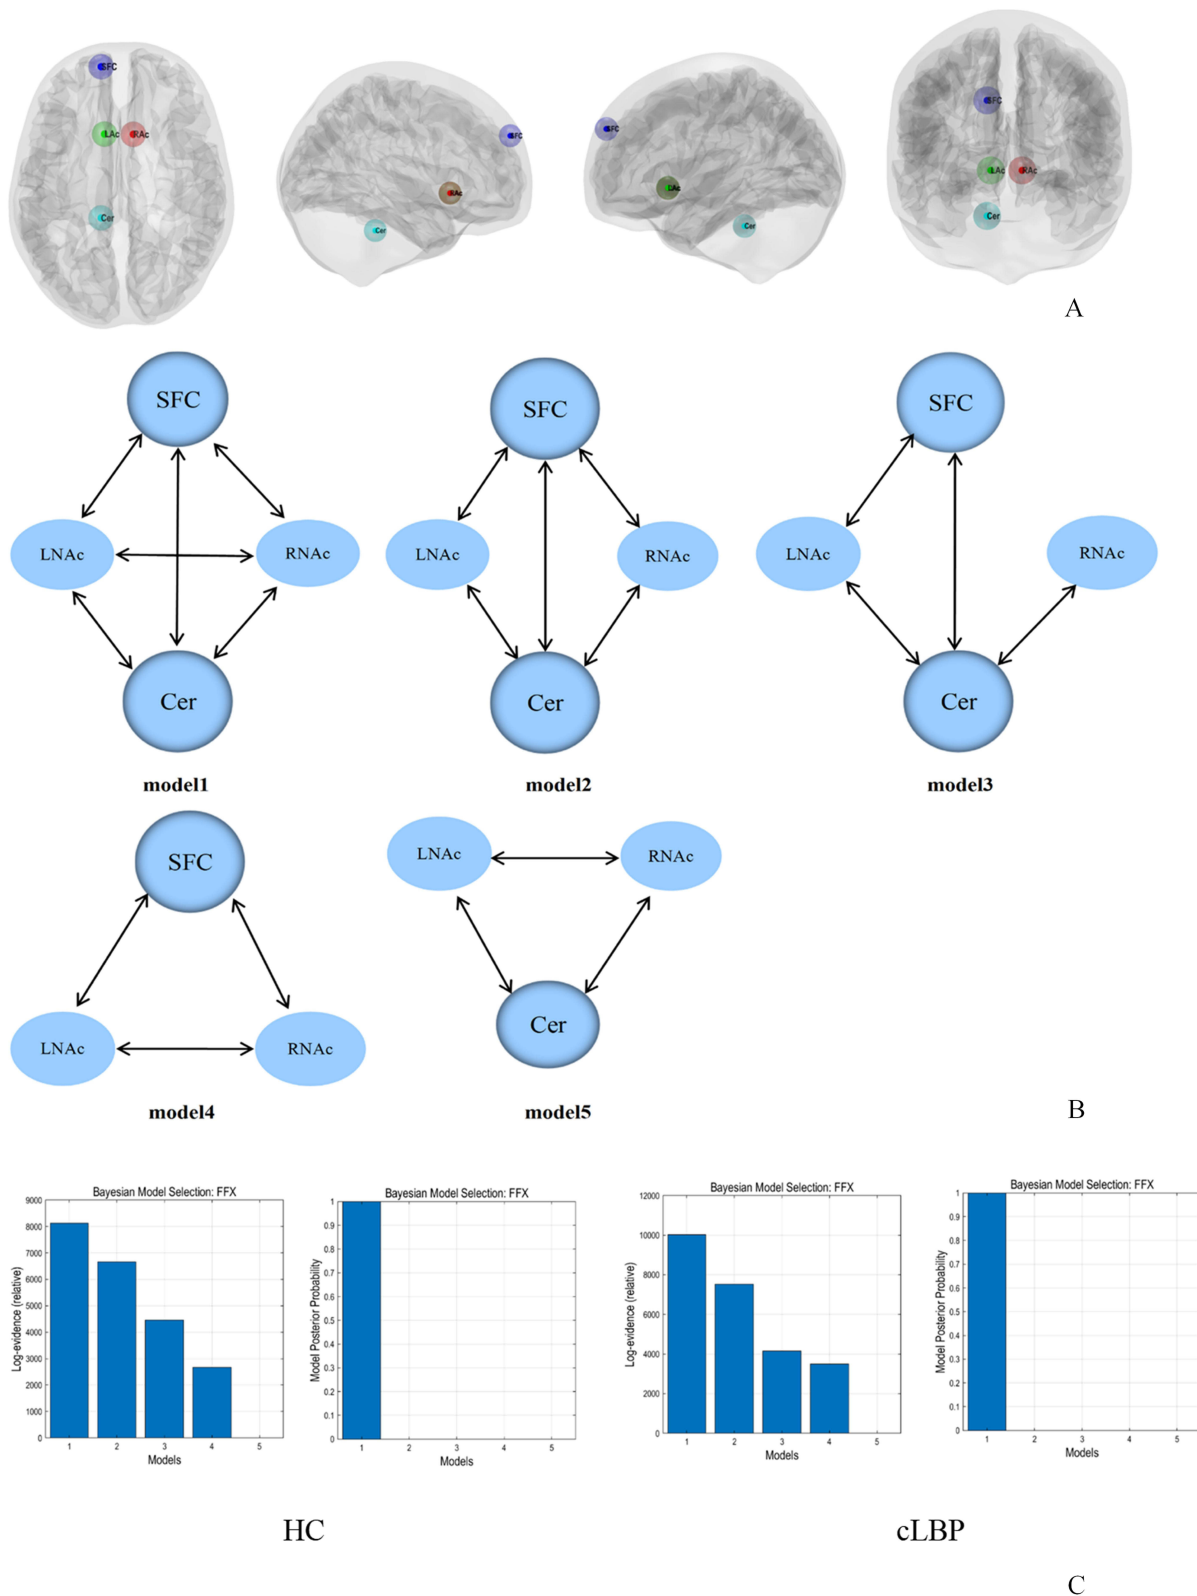 SFC
LAc RAc
Cer
SFC
RAc
Cer
SFC
LAc
Cer
SFC
LAc RAc
Cer
A
SFC
LNAc RNAc
Cer
model1
SFC
LNAc RNAc
Cer
model2
SFC
LNAc RNAc
Cer
model3
SFC
LNAc RNAc
model4
LNAc RNAc
Cer
model5
B
Bayesian Model Selection: FFX
Log-evidence (relative)
9000
8000
7000
6000
5000
4000
3000
2000
1000
0
1 2 3 4 5
Models
Bayesian Model Selection: FFX
Model Posterior Probability
1
0.9
0.8
0.7
0.6
0.5
0.4
0.3
0.2
0.1
0
1 2 3 4 5
Models
HC
Bayesian Model Selection: FFX
Log-evidence (relative)
12000
10000
8000
6000
4000
2000
0
1 2 3 4 5
Models
Bayesian Model Selection: FFX
Model Posterior Probability
1
0.9
0.8
0.7
0.6
0.5
0.4
0.3
0.2
0.1
0
1 2 3 4 5
Models
cLBP
C